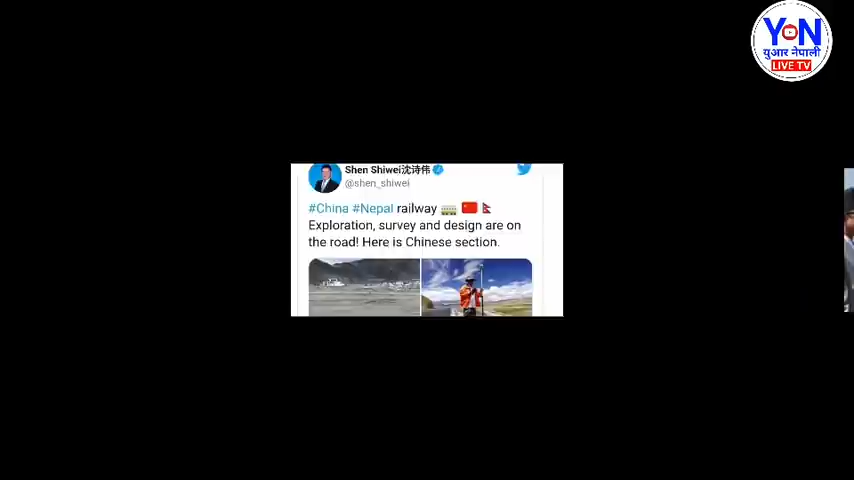 YON
युआर नेपाली
LIVE TV
Shen Shiwei沈诗伟
@shen_shiwei
#China #Nepal railway 🚃 🇨🇳 🇳🇵
Exploration, survey and design are on
the road! Here is Chinese section.